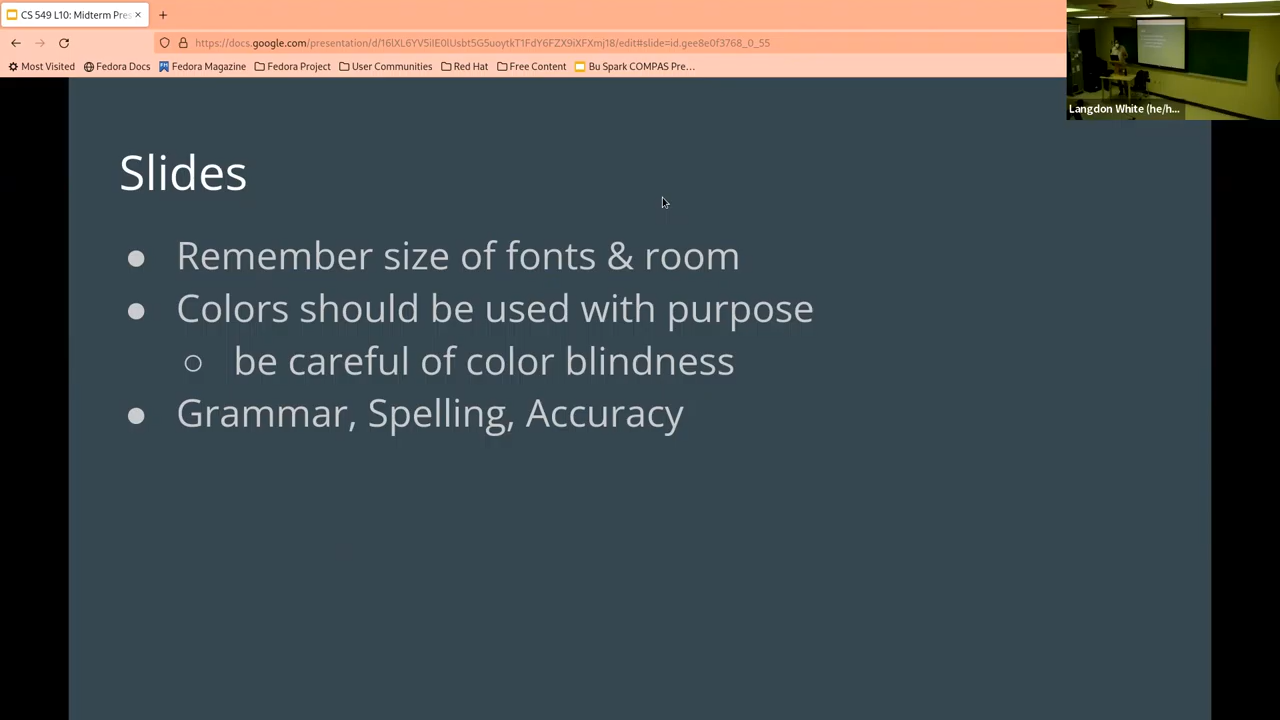 CS 549 L10: Midterm Pres
https://docs.google.com/presentation/d/16IXL6YV5iIE0IUsbt5G5uoytkT1FdY6FZX9iXFXmj18/edit#slide=id.gee8e0f3768_0_55
Most Visited Fedora Docs Fedora Magazine Fedora Project User Communities Red Hat Free Content Bu Spark COMPAS Pre…
Langdon White (he/h...
Slides
● Remember size of fonts & room
● Colors should be used with purpose
○ be careful of color blindness
● Grammar, Spelling, Accuracy